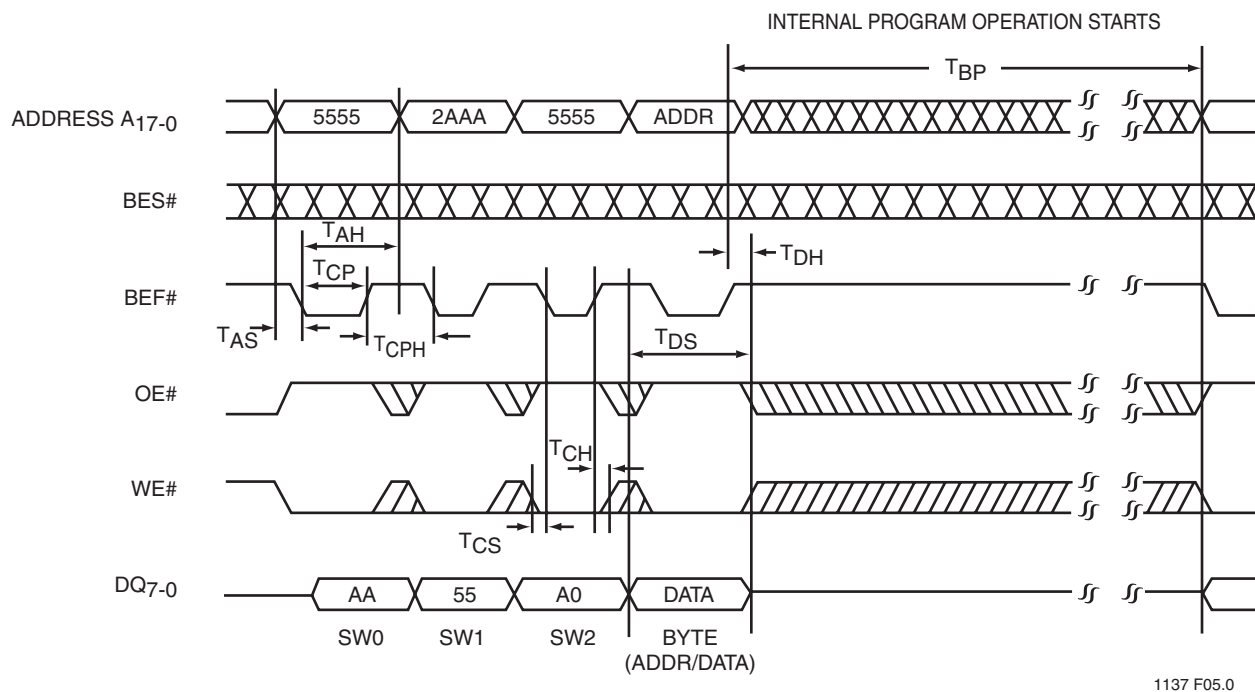 INTERNAL PROGRAM OPERATION STARTS
TBP
ADDRESS A17-0
5555
2AAA
5555
ADDR
BES#
TAH
TDH
TCP
BEF#
TAS
TCPH
TDS
OE#
TCH
WE#
TCS
DQ7-0
AA
55
A0
DATA
SW0
SW1
SW2
BYTE
(ADDR/DATA)
1137 F05.0